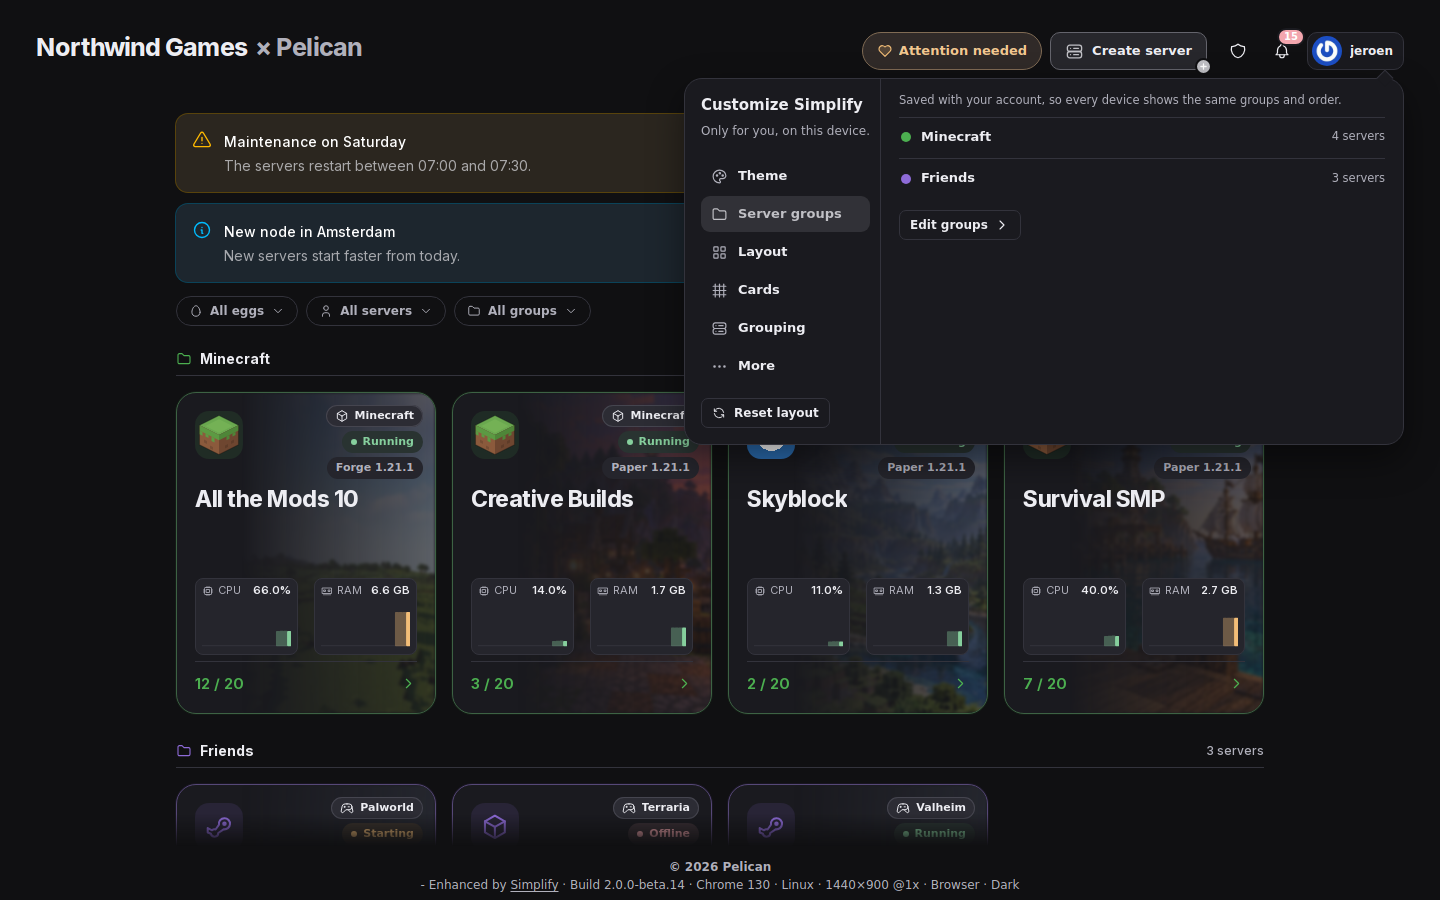 Northwind Games × Pelican
Attention needed
Create server
15
jeroen
Customize Simplify
Only for you, on this device.
Theme
Server groups
Layout
Cards
Grouping
More
Reset layout
Saved with your account, so every device shows the same groups and order.
Minecraft 4 servers
Friends 3 servers
Edit groups
Maintenance on Saturday
The servers restart between 07:00 and 07:30.
New node in Amsterdam
New servers start faster from today.
All eggs
All servers
All groups
Minecraft
Minecraft
Running
Forge 1.21.1
All the Mods 10
CPU 66.0%
RAM 6.6 GB
12 / 20
Running
Paper 1.21.1
Creative Builds
CPU 14.0%
RAM 1.7 GB
3 / 20
Paper 1.21.1
Skyblock
CPU 11.0%
RAM 1.3 GB
2 / 20
Paper 1.21.1
Survival SMP
CPU 40.0%
RAM 2.7 GB
7 / 20
Friends
3 servers
Palworld
Starting
Terraria
Offline
Valheim
Running
© 2026 Pelican
- Enhanced by Simplify · Build 2.0.0-beta.14 · Chrome 130 · Linux · 1440×900 @1x · Browser · Dark